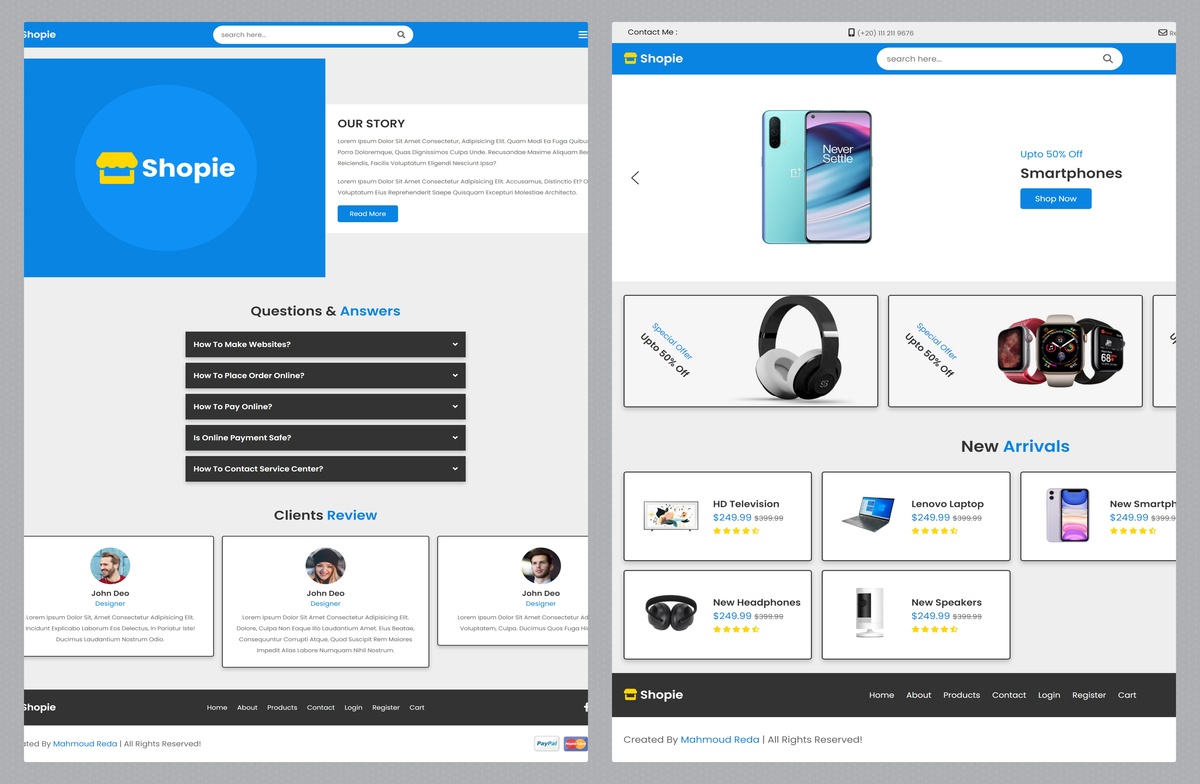 Shopie
search here...
Shopie
OUR STORY
Lorem Ipsum Dolor Sit Amet Consectetur, Adipisicing Elit. Quam Modi Ea Fuga Quibu
Porro Doloremque, Quas Dignissimos Culpa Unde. Recusandae Maxime Aliquam Be
Reiciendis, Facilis Voluptatum Eligendi Nesciunt Ipsa?
Lorem Ipsum Dolor Sit Amet Consectetur Adipisicing Elit. Accusamus, Distinctio Et? O
Voluptatum Eius Reprehenderit Saepe Quisquam Excepturi Molestiae Architecto.
Read More
Questions & Answers
How To Make Websites?
How To Place Order Online?
How To Pay Online?
Is Online Payment Safe?
How To Contact Service Center?
Clients Review
John Deo
Designer
Lorem Ipsum Dolor Sit, Amet Consectetur Adipisicing Elit.
Incidunt Explicabo Laborum Eos Delectus, In Pariatur Iste!
Ducimus Laudantium Nostrum Odio.
John Deo
Designer
Lorem Ipsum Dolor Sit Amet Consectetur Adipisicing Elit.
Dolore, Culpa Non Eaque Illo Laudantium Amet. Eius Beatae,
Consequuntur Corrupti Atque, Quod Suscipit Rem Maiores
Impedit Alias Labore Numquam Nihil Nostrum.
John Deo
Designer
Lorem Ipsum Dolor Sit Amet Consectetur Ad
Voluptatem, Culpa, Ducimus Quos Fuga Hi
Shopie
Home About Products Contact Login Register Cart
ated By Mahmoud Reda | All Rights Reserved!
PayPal
Contact Me :
(+20) 111 211 9676
Re
Shopie
search here...
Never
Settle
Upto 50% Off
Smartphones
Shop Now
Special Offer
Upto 50% Off
Special Offer
Upto 50% Off
68
New Arrivals
HD Television
$249.99 $399.99
Lenovo Laptop
$249.99 $399.99
New Smartph
$249.99 $399.9
New Headphones
$249.99 $399.99
New Speakers
$249.99 $399.99
Shopie
Home About Products Contact Login Register Cart
Created By Mahmoud Reda | All Rights Reserved!